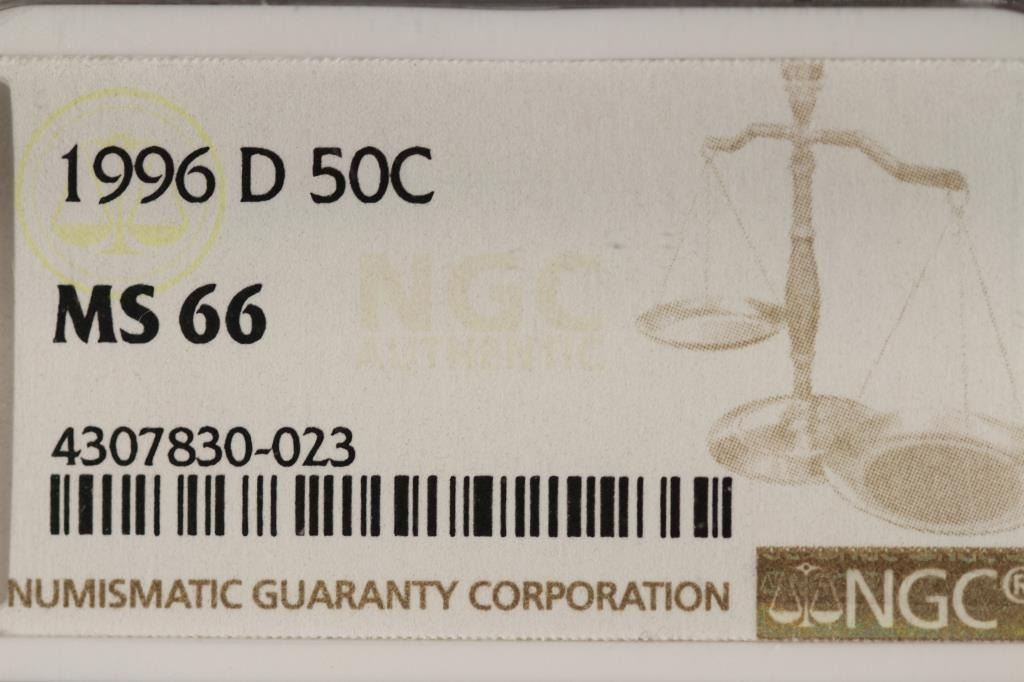 1996 D 50C
MS 66
NGC
AUTHENTIC
4307830-023
NUMISMATIC GUARANTY CORPORATION
NGC®